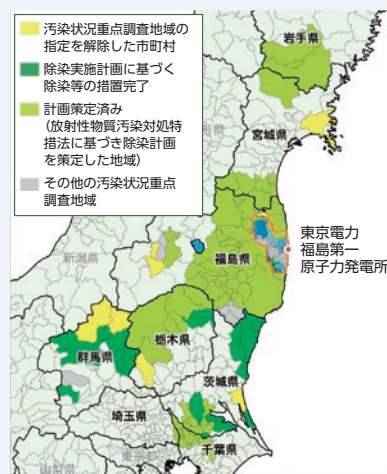 汚染状況重点調査地域の
指定を解除した市町村
除染実施計画に基づく
除染等の措置完了
計画策定済み
(放射性物質汚染対処特
措法に基づき除染計画
を策定した地域)
その他の汚染状況重点
調査地域
岩手県
宮城県
東京電力
福島第一
原子力発電所
福島県
新潟県
栃木県
群馬県
茨城県
埼玉県
東京都
千葉県
山梨県